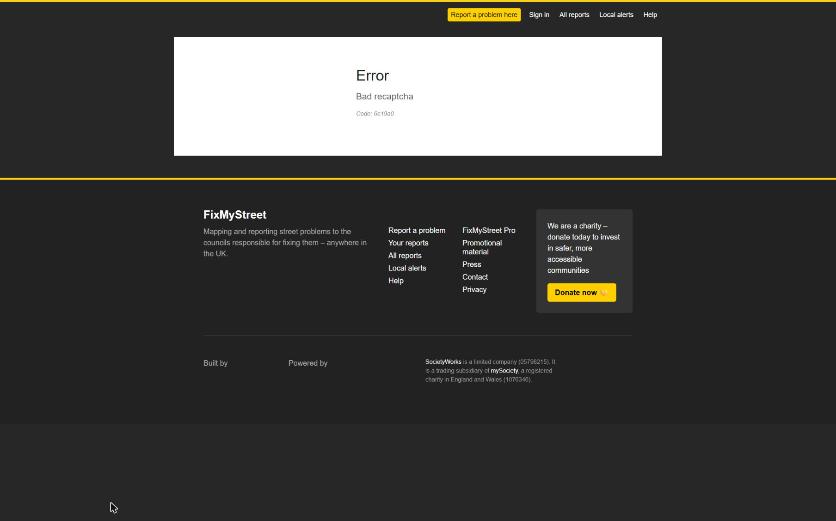 Report a problem here Sign in All reports Local alerts Help
Error
Bad recaptcha
FixMyStreet
Mapping and reporting street problems to the
councils responsible for fixing them – anywhere in
the UK.
Report a problem
Your reports
All reports
Local alerts
Help
FixMyStreet Pro
Promotional
material
Press
Contact
Privacy
We are a charity –
donate today to invest
in safer, more
accessible
communities
Donate now
Built by
Powered by
SocietyWorks is a limited company (05798215). It
is a trading subsidiary of mySociety, a registered
charity in England and Wales (1076346).